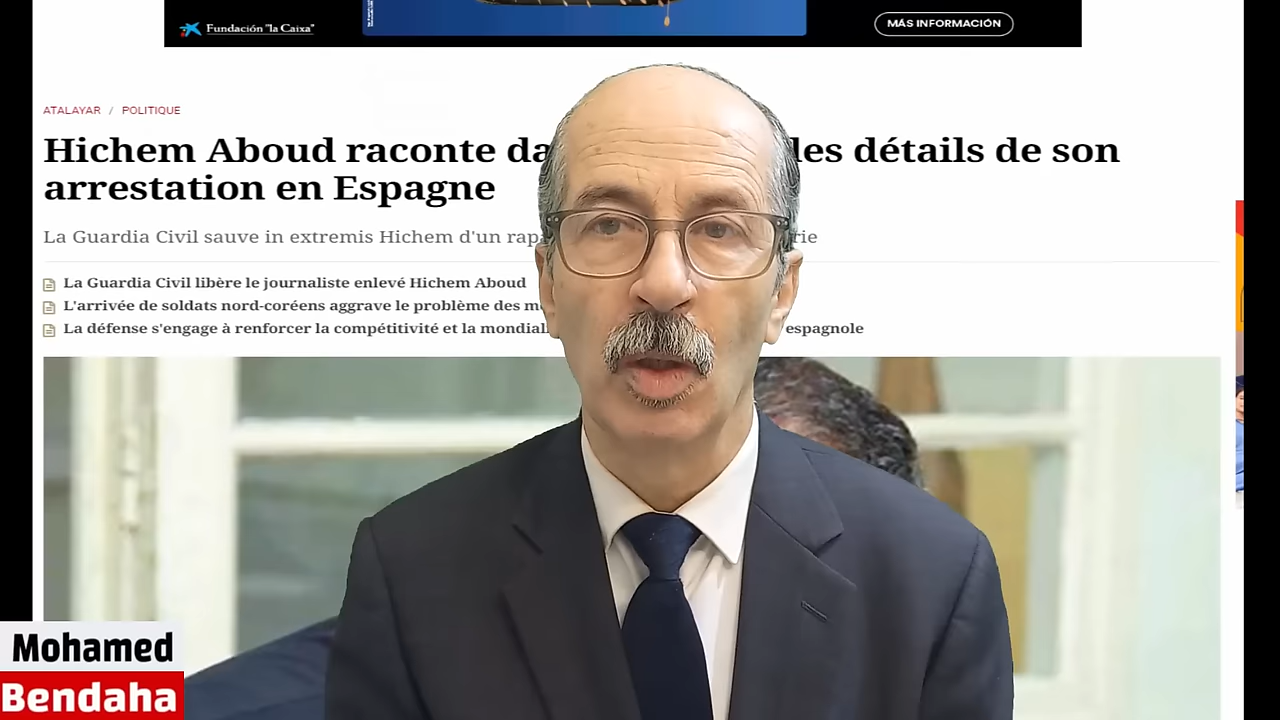 Fundación "la Caixa"
MÁS INFORMACIÓN
ATALAYAR / POLITIQUE
Hichem Aboud raconte da les détails de son
arrestation en Espagne
La Guardia Civil sauve in extremis Hichem d'un rap rie
La Guardia Civil libère le journaliste enlevé Hichem Aboud
L'arrivée de soldats nord-coréens aggrave le problème des m
La défense s'engage à renforcer la compétitivité et la mondial espagnole
Mohamed
Bendaha